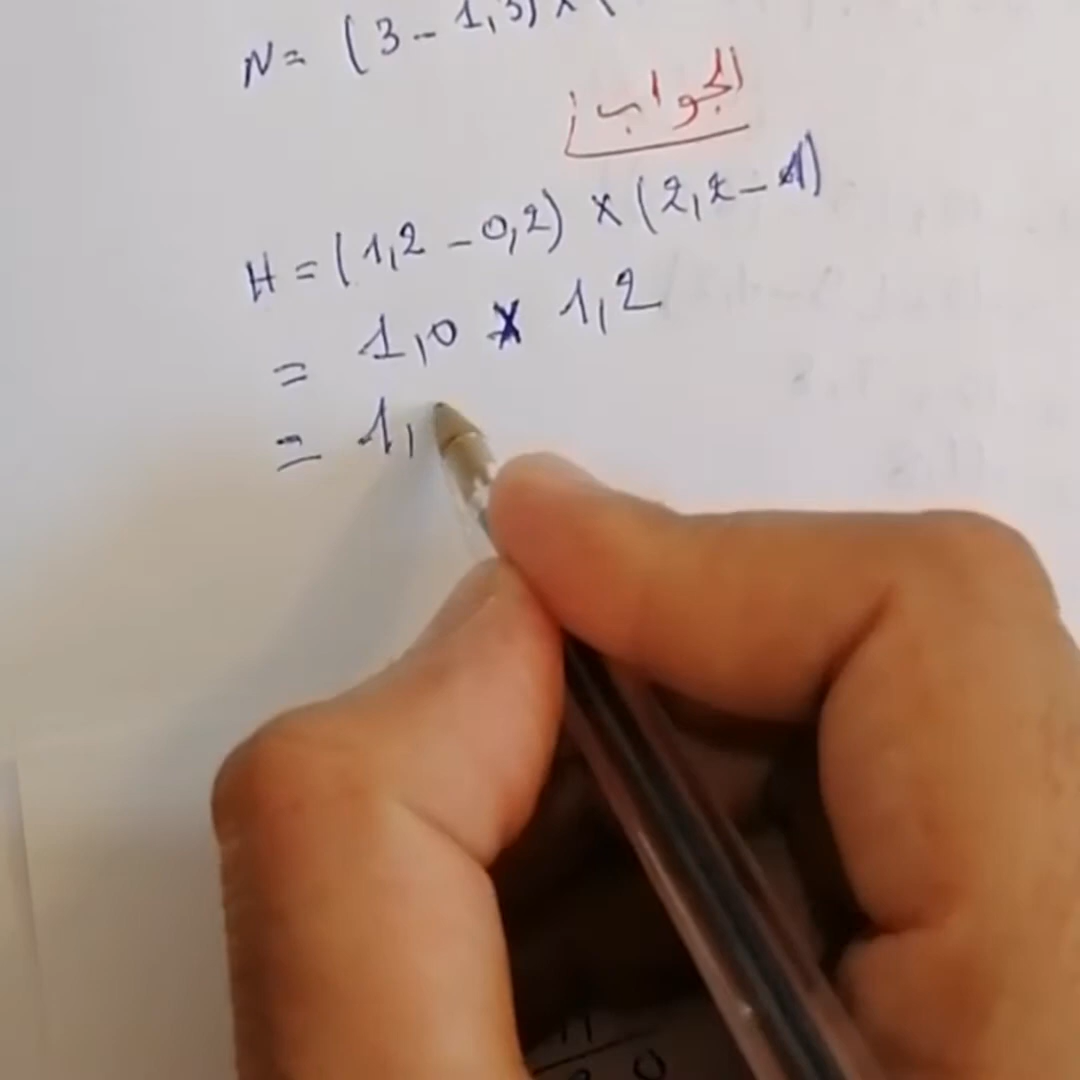 N = (3 - 1,3) × (
الجواب:
H = (1,2 - 0,2) × (2,2 - 1)
= 1,0 × 1,2
= 1,